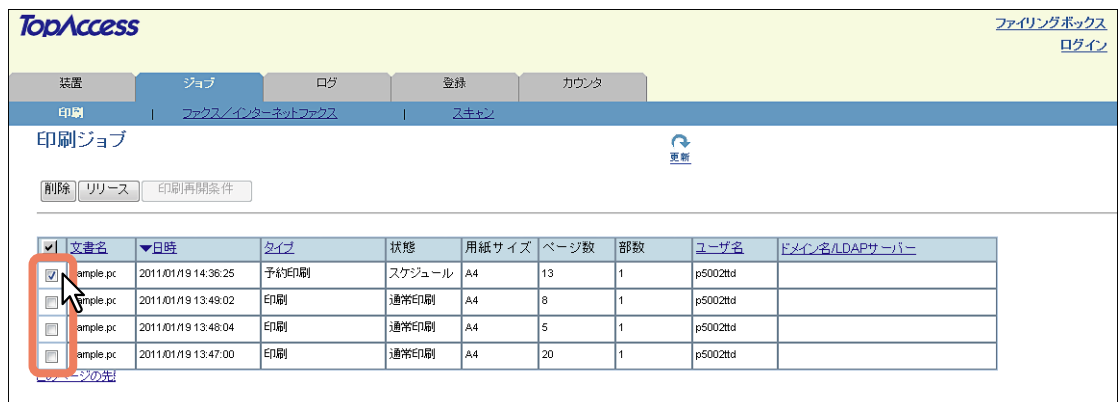 TopAccess
ファイリングボックス
ログイン
装置 ジョブ ログ 登録 カウンタ
印刷 | ファクス/インターネットファクス | スキャン
印刷ジョブ
更新
削除 リリース 印刷再開条件
文書名 ▼日時 タイプ 状態 用紙サイズ ページ数 部数 ユーザ名 ドメイン名/LDAPサーバー
ample.pc 2011/01/19 14:36:25 予約印刷 スケジュール A4 13 1 p5002ttd
ample.pc 2011/01/19 13:49:02 印刷 通常印刷 A4 8 1 p5002ttd
ample.pc 2011/01/19 13:48:04 印刷 通常印刷 A4 5 1 p5002ttd
ample.pc 2011/01/19 13:47:00 印刷 通常印刷 A4 20 1 p5002ttd
このページの先